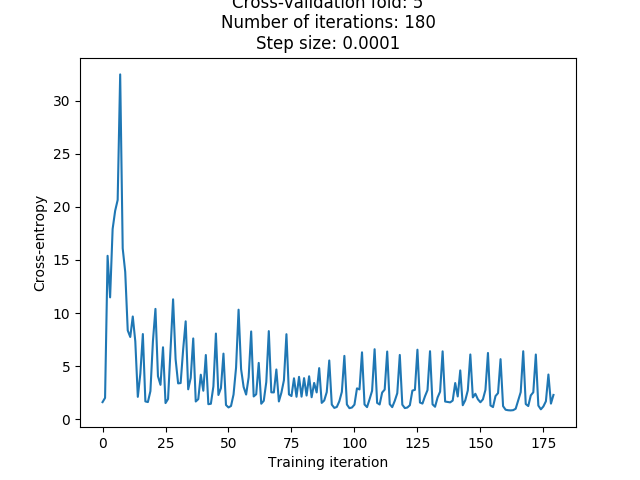 Cross-validation fold: 5
Number of iterations: 180
Step size: 0.0001
30
25
20
15
10
5
0
Cross-entropy
0 25 50 75 100 125 150 175
Training iteration